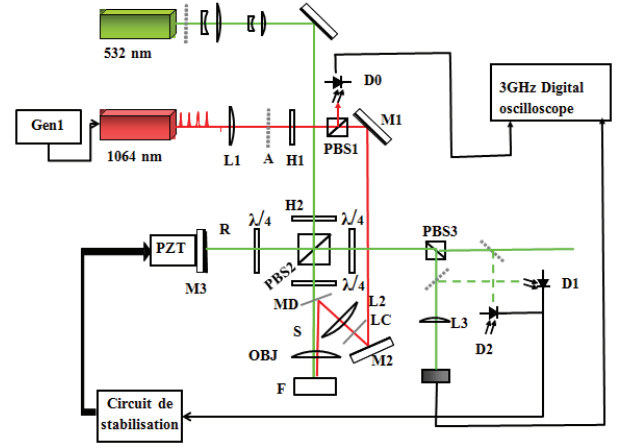 532 nm
D0
3GHz Digital
oscilloscope
Gen1
M1
1064 nm
L1
A
H1
PBS1
H2
λ/4
λ/4
PBS3
PZT
R
PBS2
M3
λ/4
D1
MD
L2
S
LC
L3
D2
OBJ
M2
F
Circuit de
stabilisation